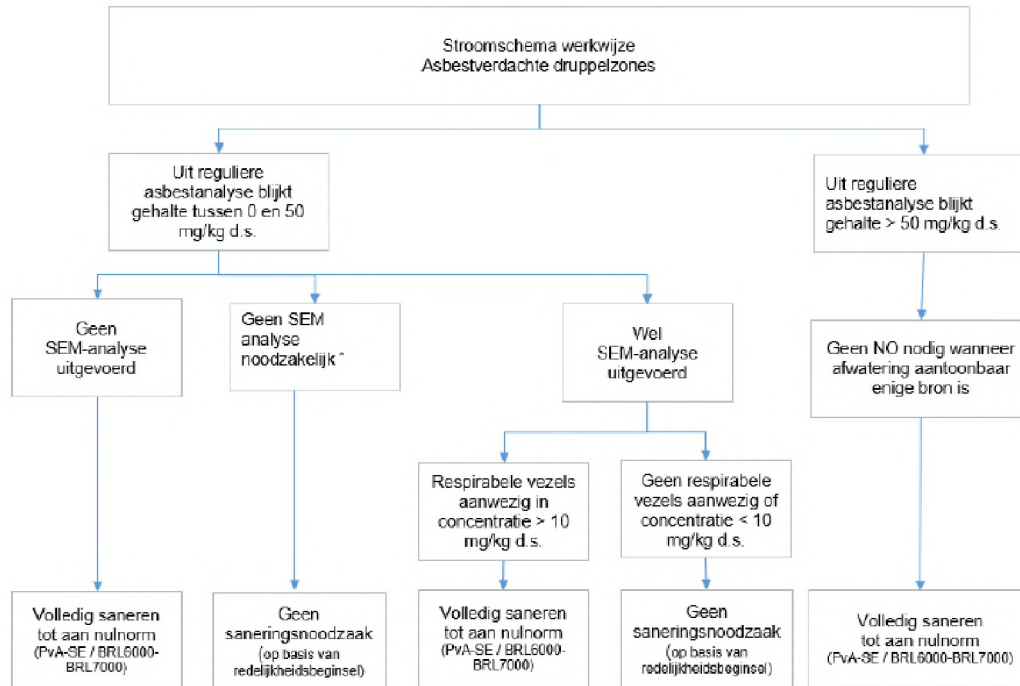 Stroomschema werkwijze
Asbestverdachte druppelzones
Uit reguliere
asbestanalyse blijkt
gehalte tussen 0 en 50
mg/kg d.s.
Uit reguliere
asbestanalyse blijkt
gehalte > 50 mg/kg d.s.
Geen
SEM-analyse
uitgevoerd
Geen SEM
analyse
noodzakelijk *
Wel
SEM-analyse
uitgevoerd
Geen NO nodig wanneer
afwatering aantoonbaar
enige bron is
Respirabele vezels
aanwezig in
concentratie > 10
mg/kg d.s.
Geen respirabele
vezels aanwezig of
concentratie < 10
mg/kg d.s.
Volledig saneren
tot aan nulnorm
(PvA-SE / BRL6000-
BRL7000)
Geen
saneringsnoodzaak
(op basis van
redelijkheidsbeginsel)
Volledig saneren
tot aan nulnorm
(PvA-SE / BRL6000-
BRL7000)
Geen
saneringsnoodzaak
(op basis van
redelijkheidsbeginsel)
Volledig saneren
tot aan nulnorm
(PvA-SE / BRL6000-BRL7000)